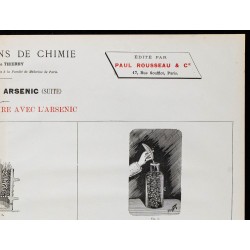 NS DE CHIMIE
THIERRY
à la Faculté de Médecine de Paris.
ÉDITÉ PAR
PAUL ROUSSEAU & Cie
17, Rue Soufflot, Paris.
ARSENIC (SUITE)
RE AVEC L'ARSENIC